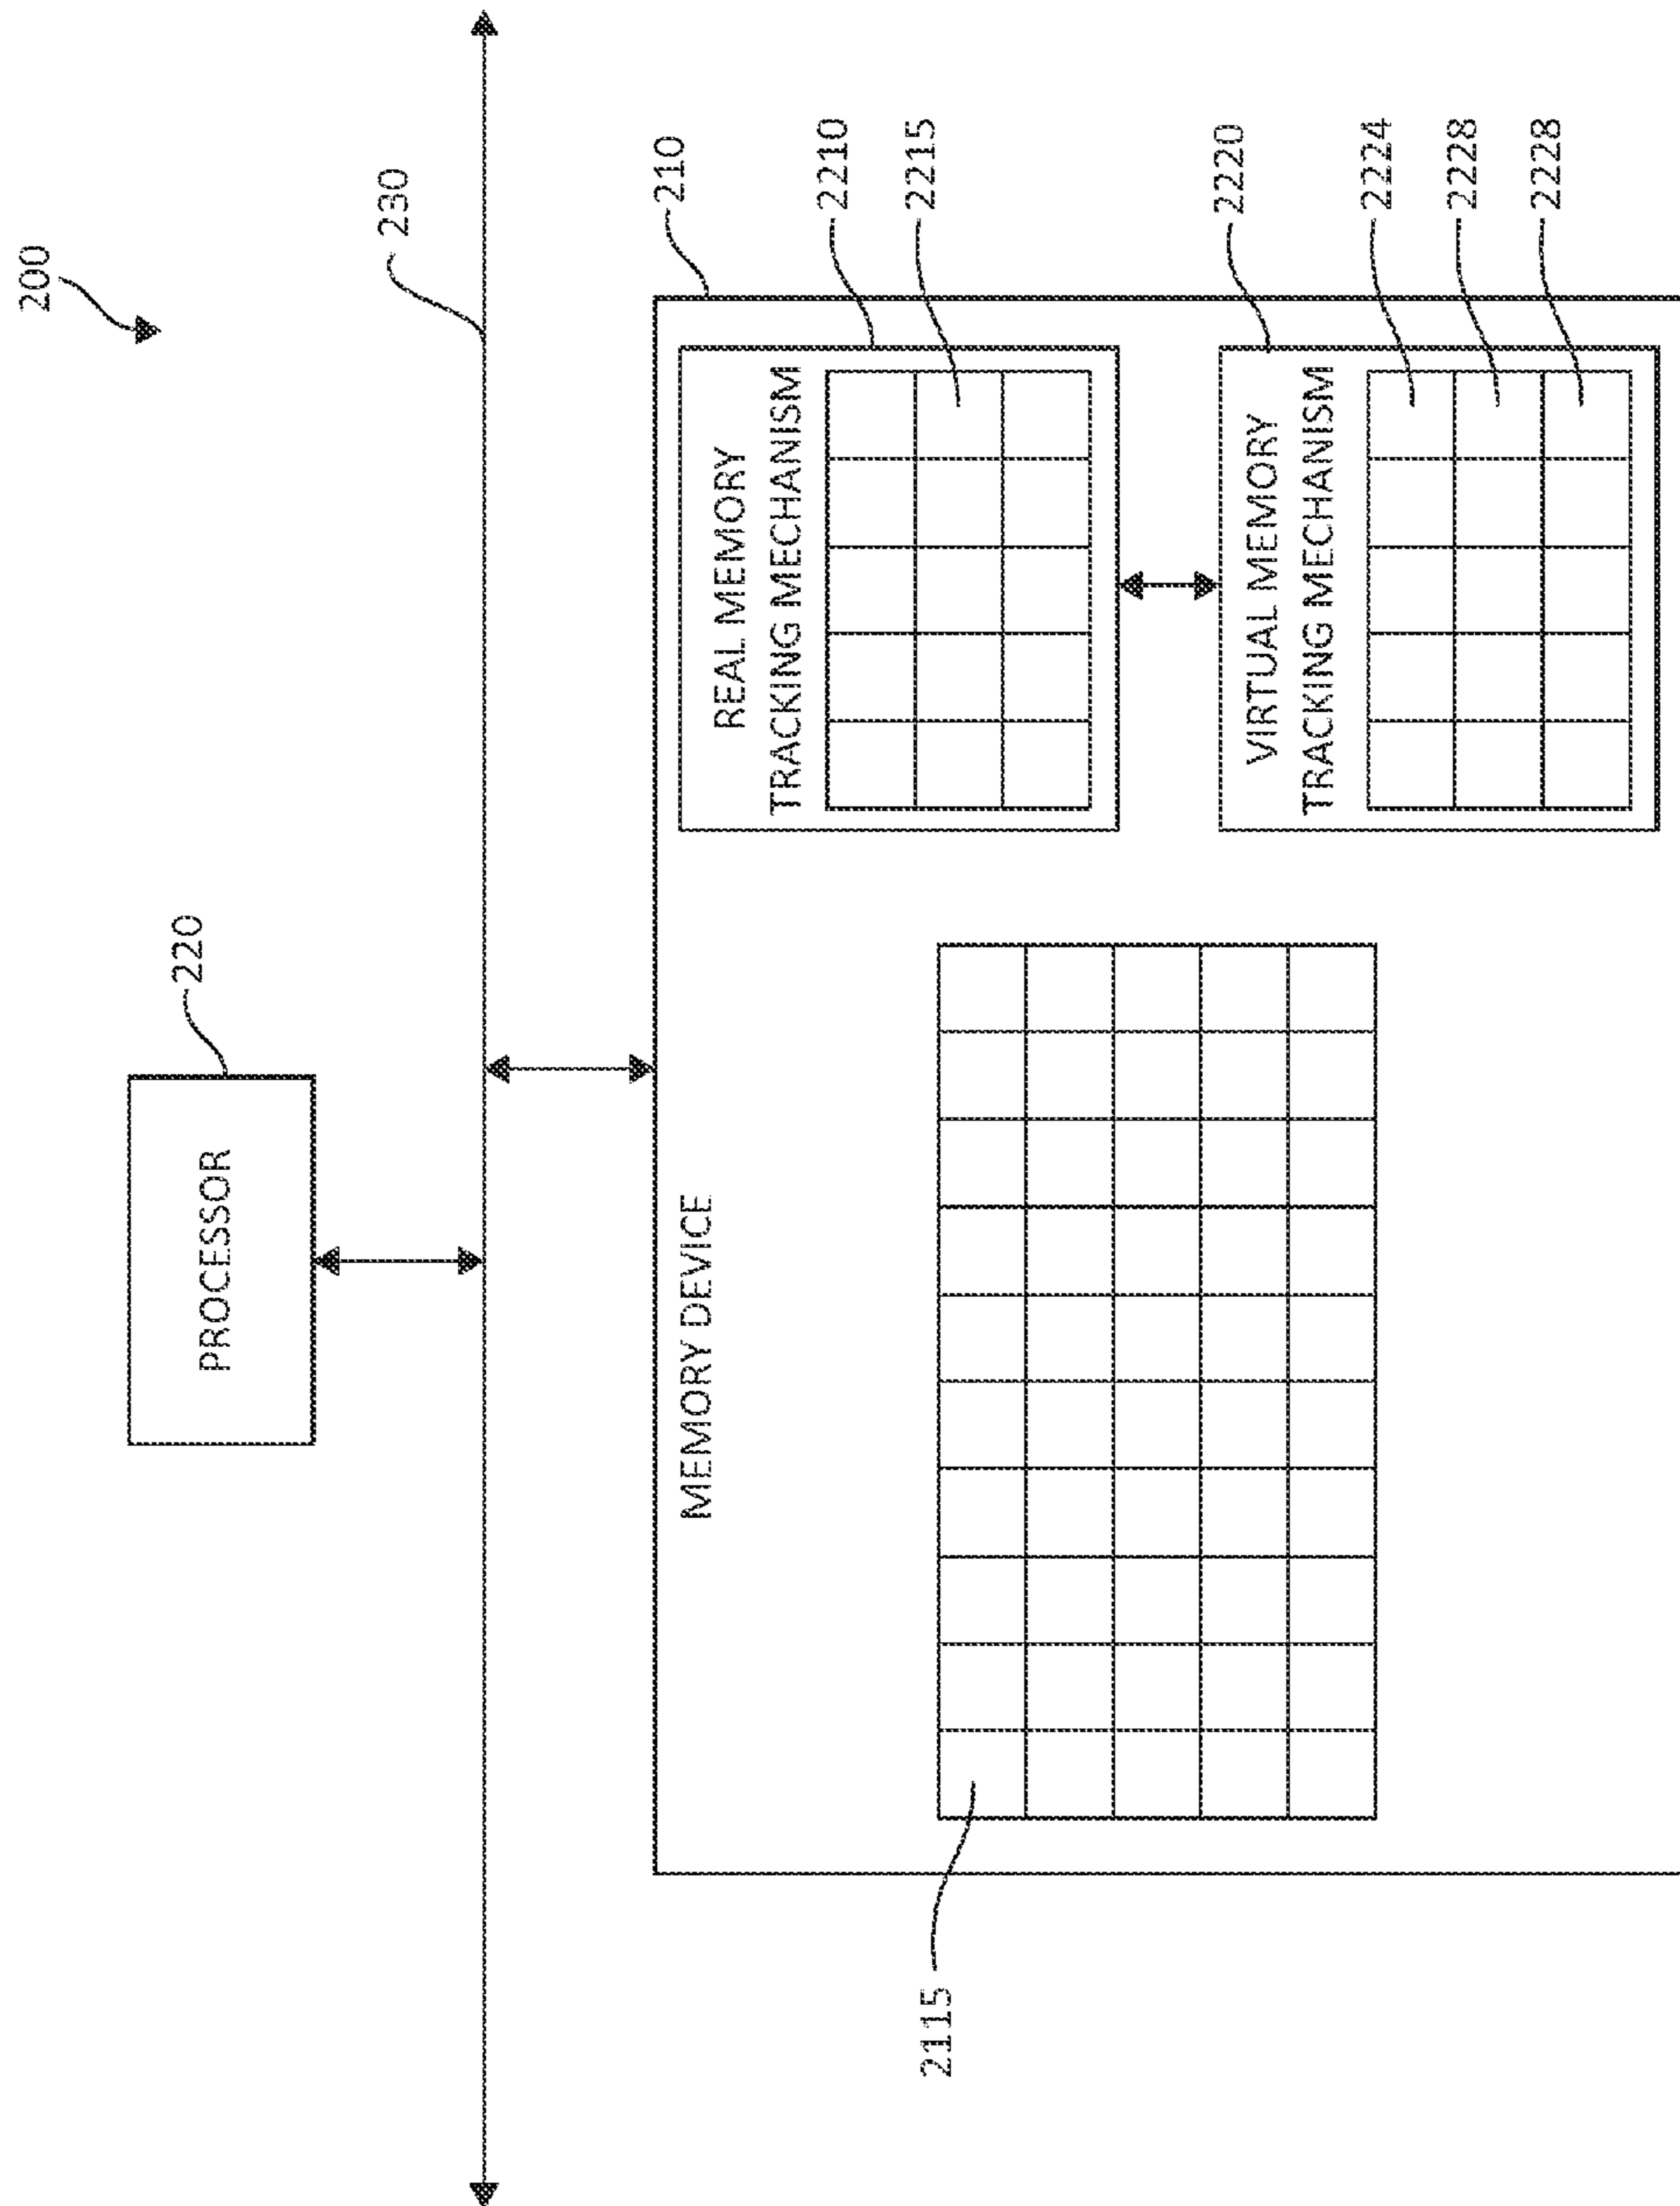 200
220
PROCESSOR
230
210
MEMORY DEVICE
REAL MEMORY
TRACKING MECHANISM
2210
2215
2115
2220
VIRTUAL MEMORY
TRACKING MECHANISM
2224
2228
2228